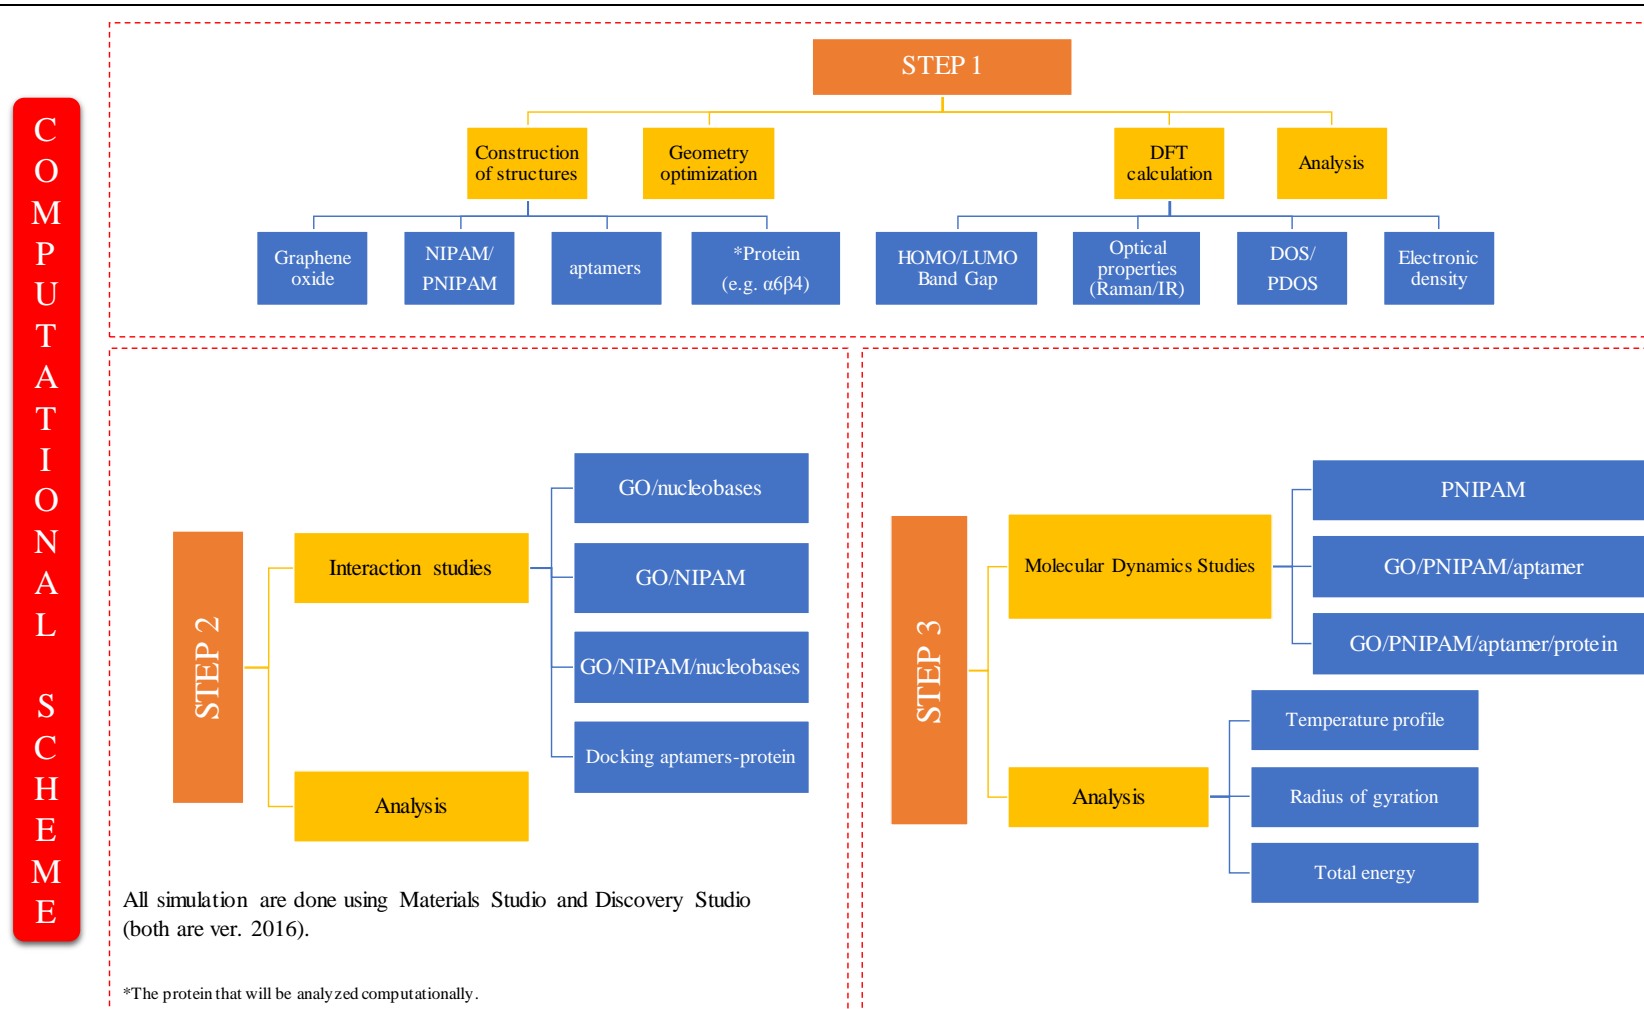 COMPUTATIONAL SCHEME
STEP 1
Construction
of structures
Geometry
optimization
DFT
calculation
Analysis
Graphene
oxide
NIPAM/
PNIPAM
aptamers
*Protein
(e.g. α6β4)
HOMO/LUMO
Band Gap
Optical
properties
(Raman/IR)
DOS/
PDOS
Electronic
density
STEP 2
Interaction studies
GO/nucleobases
GO/NIPAM
GO/NIPAM/nucleobases
Docking aptamers-protein
Analysis
All simulation are done using Materials Studio and Discovery Studio
(both are ver. 2016).
*The protein that will be analyzed computationally.
STEP 3
Molecular Dynamics Studies
PNIPAM
GO/PNIPAM/aptamer
GO/PNIPAM/aptamer/protein
Analysis
Temperature profile
Radius of gyration
Total energy